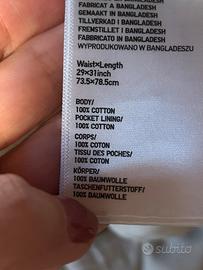 FABRICAT A BANGLADESH
GEMAAKT IN BANGLADESH
TILLVERKAD I BANGLADESH
FREMSTILLET I BANGLADESH
FABBRICATO IN BANGLADESH
WYPRODUKOWANO W BANGLADESZU
Waist×Length
29×31inch
73.5×78.5cm
BODY/
100% COTTON
POCKET LINING/
100% COTTON
CORPS/
100% COTON
TISSU DES POCHES/
100% COTON
KÖRPER/
100% BAUMWOLLE
TASCHENFUTTERSTOFF/
100% BAUMWOLLE
subito